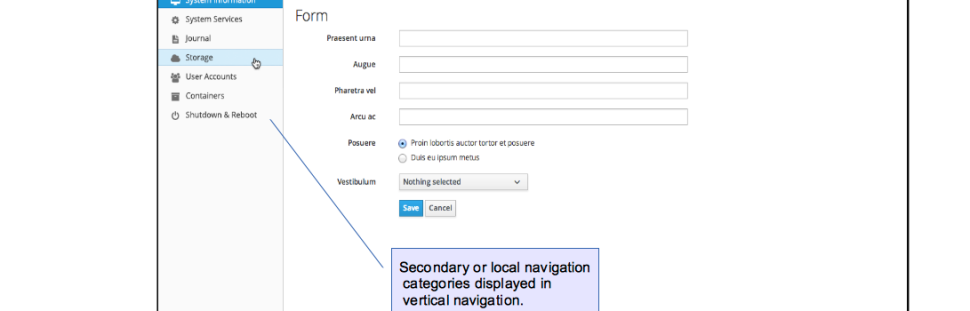 System Information
System Services
Journal
Storage
User Accounts
Containers
Shutdown & Reboot
Form
Praesent urna
Augue
Pharetra vel
Arcu ac
Posuere
Proin lobortis auctor tortor et posuere
Duis eu ipsum metus
Vestibulum
Nothing selected
Save Cancel
Secondary or local navigation
categories displayed in
vertical navigation.